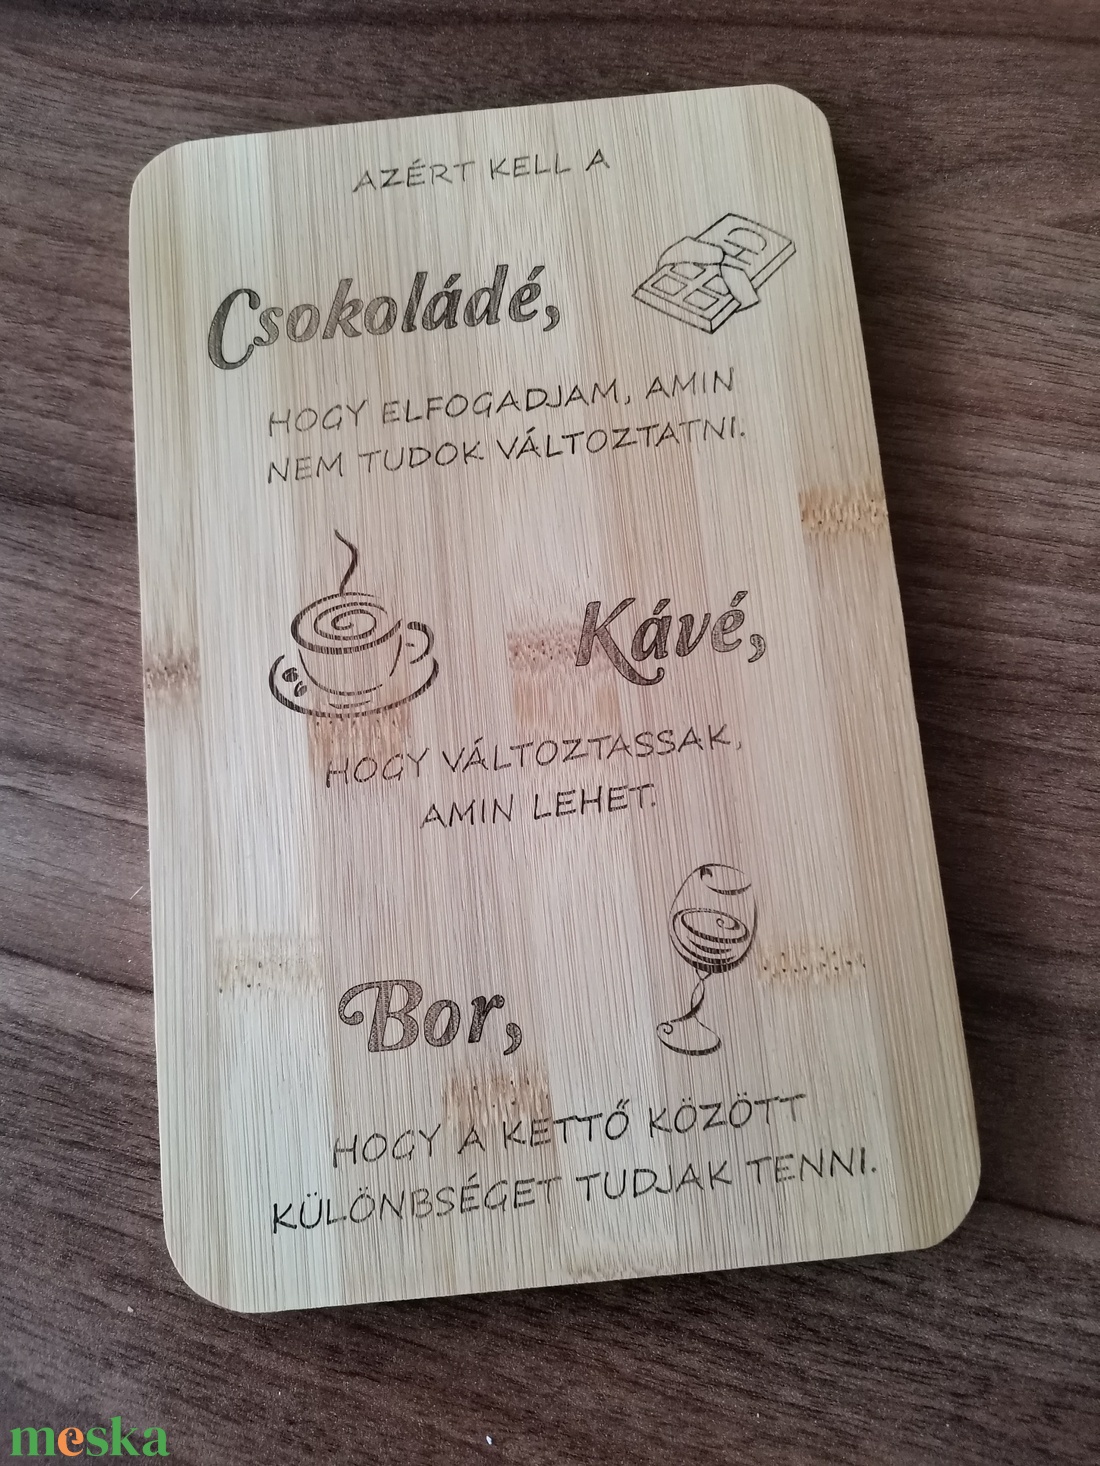 AZÉRT KELL A
Csokoládé,
HOGY ELFOGADJAM, AMIN
NEM TUDOK VÁLTOZTATNI.
Kávé,
HOGY VÁLTOZTASSAK,
AMIN LEHET.
Bor,
HOGY A KETTŐ KÖZÖTT
KÜLÖNBSÉGET TUDJAK TENNI.
meska